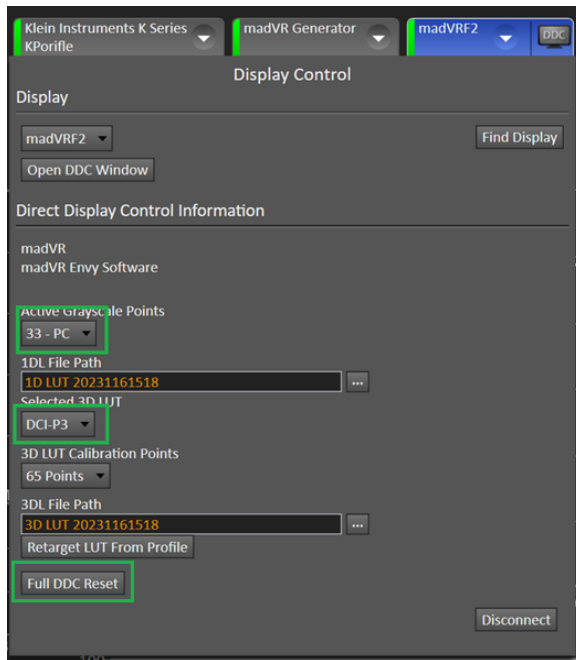 Klein Instruments K Series
KPorifle
madVR Generator
madVRF2
DDC
Display Control
Display
madVRF2
Find Display
Open DDC Window
Direct Display Control Information
madVR
madVR Envy Software
Active Grayscale Points
33 - PC
1DL File Path
1D LUT 20231161518
...
Selected 3D LUT
DCI-P3
3D LUT Calibration Points
65 Points
3DL File Path
3D LUT 20231161518
...
Retarget LUT From Profile
Full DDC Reset
Disconnect
100